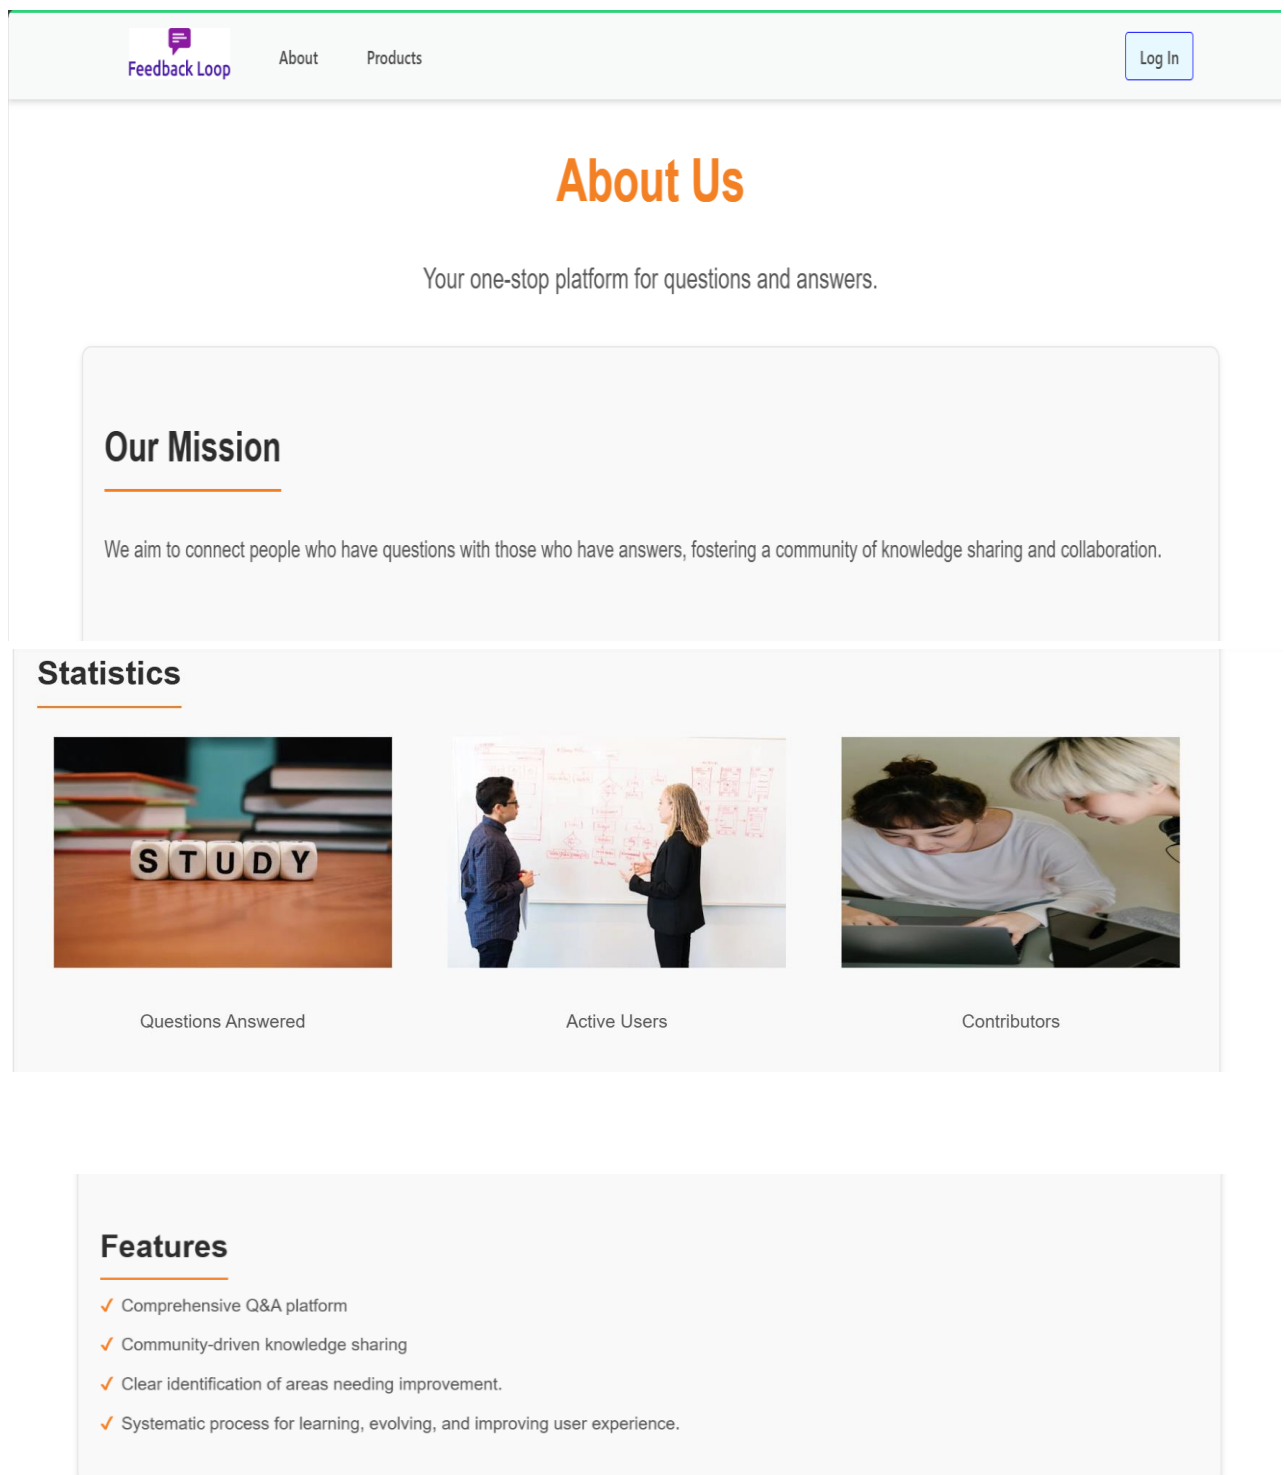 Feedback Loop
About
Products
Log In
About Us
Your one-stop platform for questions and answers.
Our Mission
We aim to connect people who have questions with those who have answers, fostering a community of knowledge sharing and collaboration.
Statistics
STUDY
Questions Answered
Active Users
Contributors
Features
✓ Comprehensive Q&A platform
✓ Community-driven knowledge sharing
✓ Clear identification of areas needing improvement.
✓ Systematic process for learning, evolving, and improving user experience.